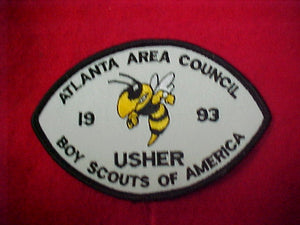 ATLANTA AREA COUNCIL
19 93
USHER
BOY SCOUTS OF AMERICA